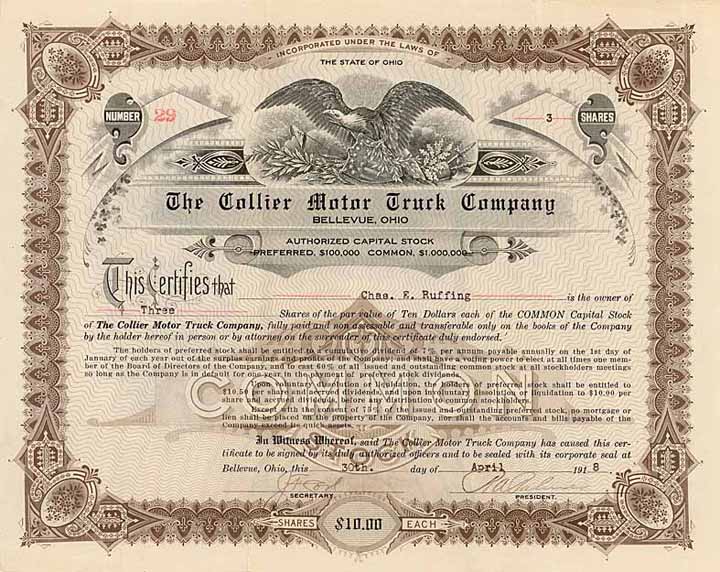 INCORPORATED UNDER THE LAWS OF
THE STATE OF OHIO
NUMBER 29
3 SHARES
The Collier Motor Truck Company
BELLEVUE, OHIO
AUTHORIZED CAPITAL STOCK
PREFERRED, $100,000 COMMON, $1,000,000
This Certifies that Chas. E. Ruffing is the owner of
Three Shares of the par value of Ten Dollars each of the COMMON Capital Stock
of The Collier Motor Truck Company, fully paid and non assessable and transferable only on the books of the Company
by the holder hereof in person or by attorney on the surrender of this certificate duly endorsed.
The holders of preferred stock shall be entitled to cumulative dividend of 7% per annum payable annually on the 1st day of
January of each year out of the surplus earnings and profits of the Company, and shall have a voting power to elect at all times one mem-
ber of the Board of Directors of the Company, and to cast 60% of all issued and outstanding common stock at all stockholders meetings
so long as the Company is in default for one year in the payment of preferred stock dividends.
Upon voluntary dissolution or liquidation, the holders of preferred stock shall be entitled to
$10.50 per share and accrued dividends, and upon involuntary dissolution or liquidation to $10.00 per
share and accrued dividends, before any distribution to common stockholders.
Except with the consent of 75% of the issued and outstanding preferred stock, no mortgage or
lien shall be placed on the property of the Company, nor shall the accounts and bills payable of the
Company exceed its quick assets.
COMMON
In Witness Whereof, said The Collier Motor Truck Company has caused this cer-
tificate to be signed by its duly authorized officers and to be sealed with its corporate seal at
Bellevue, Ohio, this 30th. day of April 1918
SECRETARY. PRESIDENT.
SHARES $10.00 EACH